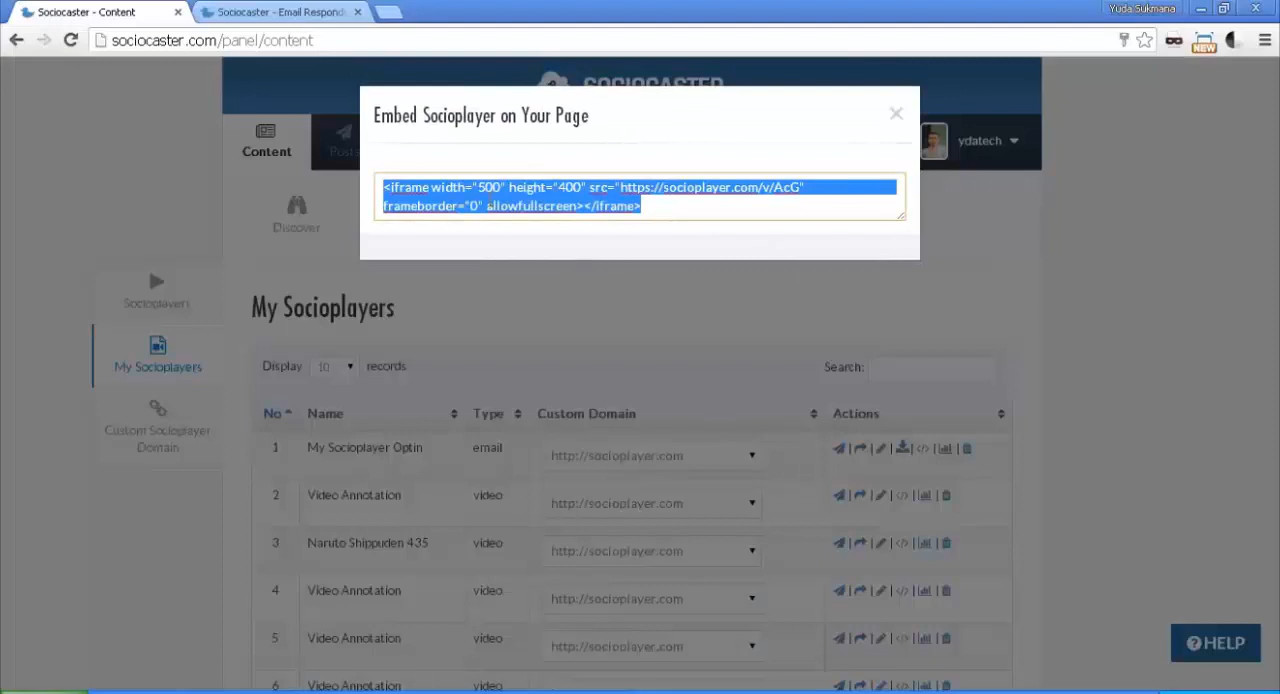 Sociocaster - Content
Sociocaster - Email Respond
Yuda Sukmana
sociocaster.com/panel/content
NEW
SOCIOCASTER
Embed Socioplayer on Your Page
Content
Posts
ydatech
<iframe width="500" height="400" src="https://socioplayer.com/v/AcG"
frameborder="0" allowfullscreen></iframe>
Discover
Socioplayers
My Socioplayers
Custom Socioplayer
Domain
My Socioplayers
Display 10 records
Search:
No Name Type Custom Domain Actions
1 My Socioplayer Optin email http://socioplayer.com
2 Video Annotation video http://socioplayer.com
3 Naruto Shippuden 435 video http://socioplayer.com
4 Video Annotation video http://socioplayer.com
5 Video Annotation video http://socioplayer.com
6 Video Annotation video
HELP